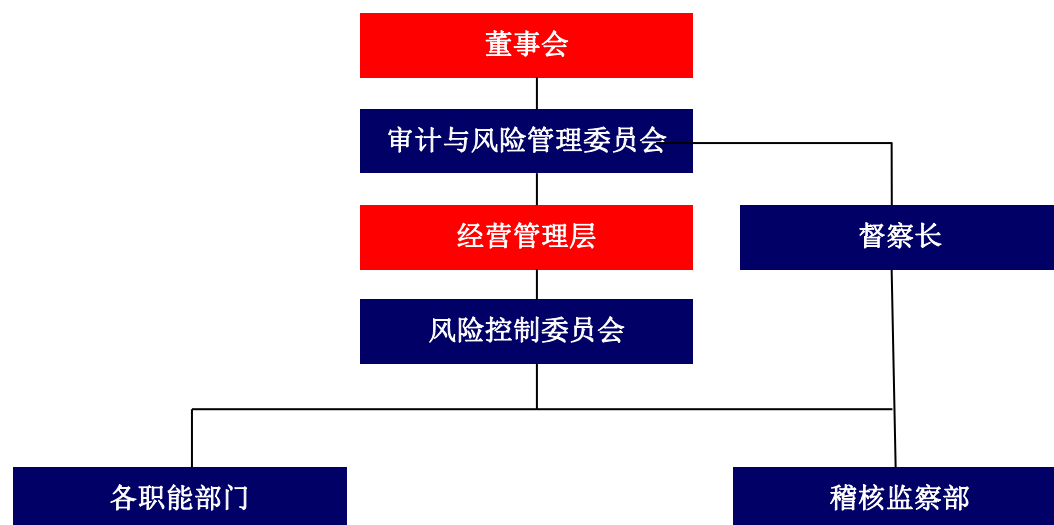 董事会
审计与风险管理委员会
经营管理层
督察长
风险控制委员会
各职能部门
稽核监察部